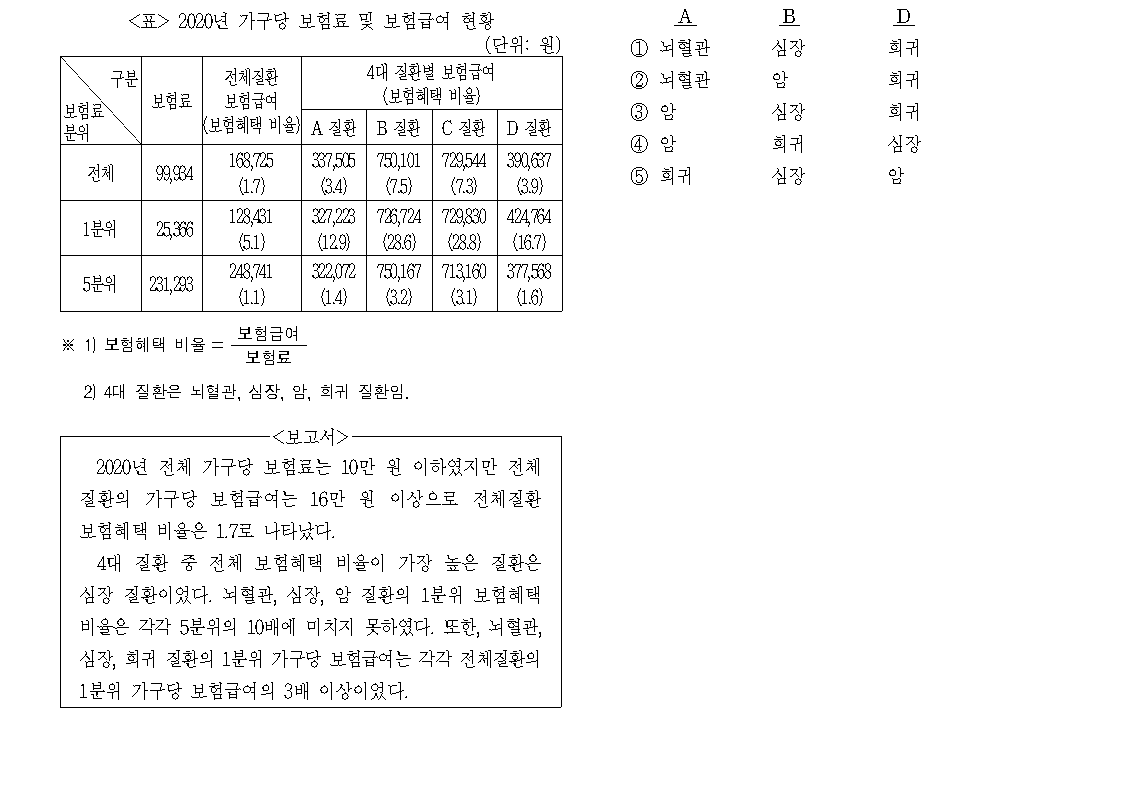 <표> 2020년 가구당 보험료 및 보험급여 현황
(단위: 원)
구분
보험료
분위
보험료
전체질환
보험급여
(보험혜택 비율)
4대 질환별 보험급여
(보험혜택 비율)
A 질환 B 질환 C 질환 D 질환
전체 99,934 168,725 337,505 750,101 729,544 390,637
(1.7) (3.4) (7.5) (7.3) (3.9)
1분위 25,366 128,431 327,223 726,724 729,830 424,764
(5.1) (12.9) (28.6) (28.8) (16.7)
5분위 231,293 248,741 322,072 750,167 713,160 377,568
(1.1) (1.4) (3.2) (3.1) (1.6)
※ 1) 보험혜택 비율 = 보험급여
보험료
2) 4대 질환은 뇌혈관, 심장, 암, 희귀 질환임.
<보고서>
2020년 전체 가구당 보험료는 10만 원 이하였지만 전체
질환의 가구당 보험급여는 16만 원 이상으로 전체질환
보험혜택 비율은 1.7로 나타났다.
4대 질환 중 전체 보험혜택 비율이 가장 높은 질환은
심장 질환이었다. 뇌혈관, 심장, 암 질환의 1분위 보험혜택
비율은 각각 5분위의 10배에 미치지 못하였다. 또한, 뇌혈관,
심장, 희귀 질환의 1분위 가구당 보험급여는 각각 전체질환의
1분위 가구당 보험급여의 3배 이상이었다.
A B D
① 뇌혈관 심장 희귀
② 뇌혈관 암 희귀
③ 암 심장 희귀
④ 암 희귀 심장
⑤ 희귀 심장 암